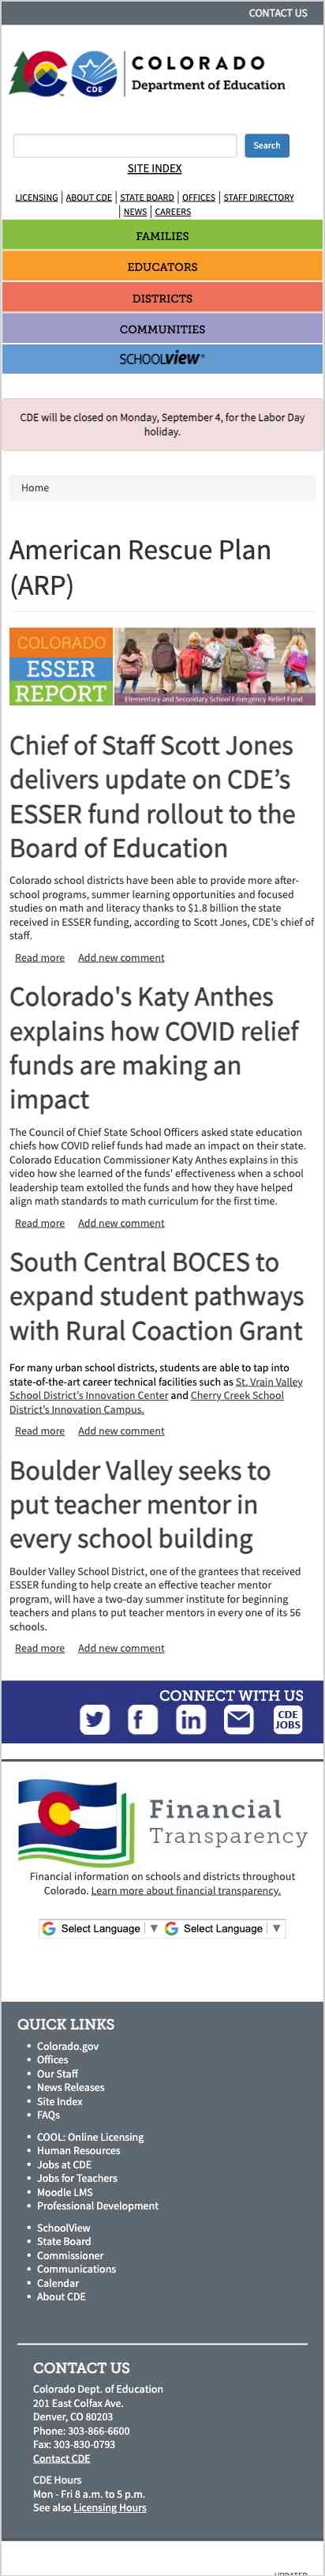 CONTACT US
COLORADO
Department of Education
CDE
Search
SITE INDEX
LICENSING | ABOUT CDE | STATE BOARD | OFFICES | STAFF DIRECTORY
| NEWS | CAREERS
FAMILIES
EDUCATORS
DISTRICTS
COMMUNITIES
SCHOOLVIEW®
CDE will be closed on Monday, September 4, for the Labor Day
holiday.
Home
American Rescue Plan
(ARP)
COLORADO
ESSER
REPORT
Elementary and Secondary School Emergency Relief Fund
Chief of Staff Scott Jones
delivers update on CDE’s
ESSER fund rollout to the
Board of Education
Colorado school districts have been able to provide more after-
school programs, summer learning opportunities and focused
studies on math and literacy thanks to $1.8 billion the state
received in ESSER funding, according to Scott Jones, CDE's chief of
staff.
Read more Add new comment
Colorado's Katy Anthes
explains how COVID relief
funds are making an
impact
The Council of Chief State School Officers asked state education
chiefs how COVID relief funds had made an impact on their state.
Colorado Education Commissioner Katy Anthes explains in this
video how she learned of the funds' effectiveness when a school
leadership team extolled the funds and how they have helped
align math standards to math curriculum for the first time.
Read more Add new comment
South Central BOCES to
expand student pathways
with Rural Coaction Grant
For many urban school districts, students are able to tap into
state-of-the-art career technical facilities such as St. Vrain Valley
School District’s Innovation Center and Cherry Creek School
District’s Innovation Campus.
Read more Add new comment
Boulder Valley seeks to
put teacher mentor in
every school building
Boulder Valley School District, one of the grantees that received
ESSER funding to help create an effective teacher mentor
program, will have a two-day summer institute for beginning
teachers and plans to put teacher mentors in every one of its 56
schools.
Read more Add new comment
CONNECT WITH US
CDE
JOBS
Financial
Transparency
Financial information on schools and districts throughout
Colorado. Learn more about financial transparency.
Select Language ▼ Select Language ▼
QUICK LINKS
Colorado.gov
Offices
Our Staff
News Releases
Site Index
FAQs
COOL: Online Licensing
Human Resources
Jobs at CDE
Jobs for Teachers
Moodle LMS
Professional Development
SchoolView
State Board
Commissioner
Communications
Calendar
About CDE
CONTACT US
Colorado Dept. of Education
201 East Colfax Ave.
Denver, CO 80203
Phone: 303-866-6600
Fax: 303-830-0793
Contact CDE
CDE Hours
Mon - Fri 8 a.m. to 5 p.m.
See also Licensing Hours